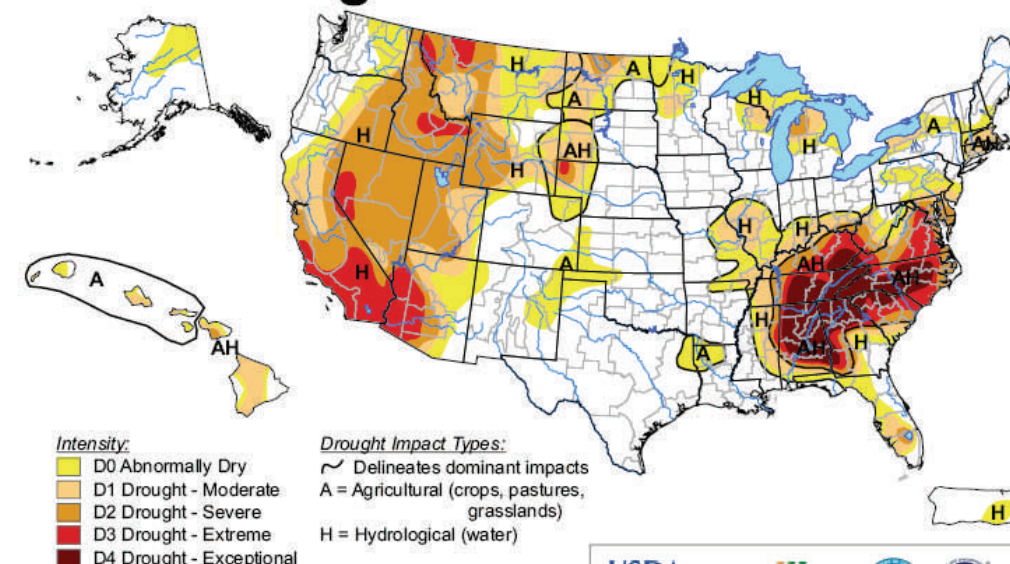 H
H
A
H
H
A
A
H
AH
AH
H
H
H
H
H
H
AH
AH
A
A
H
H
AH
A
AH
Intensity:
D0 Abnormally Dry
D1 Drought - Moderate
D2 Drought - Severe
D3 Drought - Extreme
D4 Drought - Exceptional
Drought Impact Types:
Delineates dominant impacts
A = Agricultural (crops, pastures,
grasslands)
H = Hydrological (water)
H
USDA